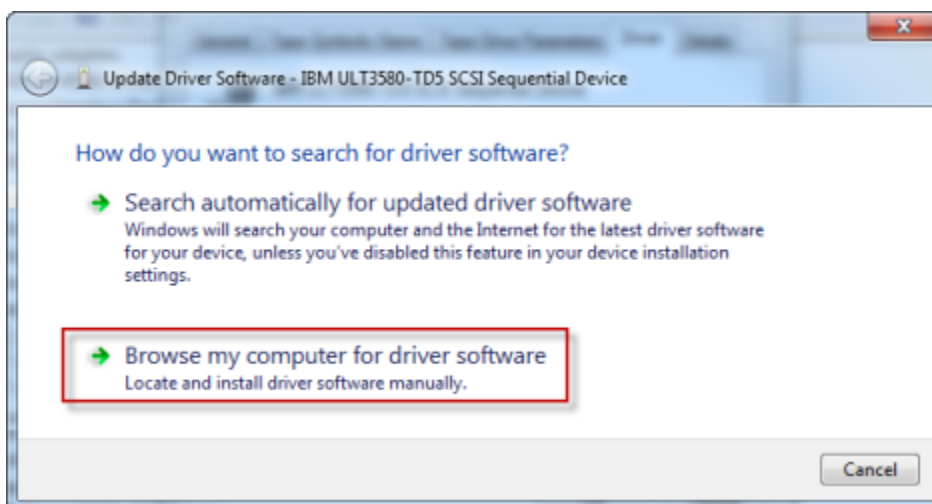 Update Driver Software - IBM ULT3580-TD5 SCSI Sequential Device
How do you want to search for driver software?
Search automatically for updated driver software
Windows will search your computer and the Internet for the latest driver software
for your device, unless you've disabled this feature in your device installation
settings.
Browse my computer for driver software
Locate and install driver software manually.
Cancel